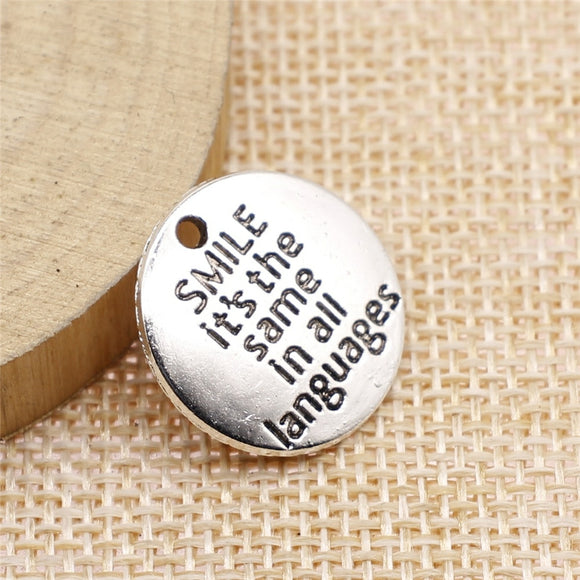 SMILE
it's the
same
in all
languages